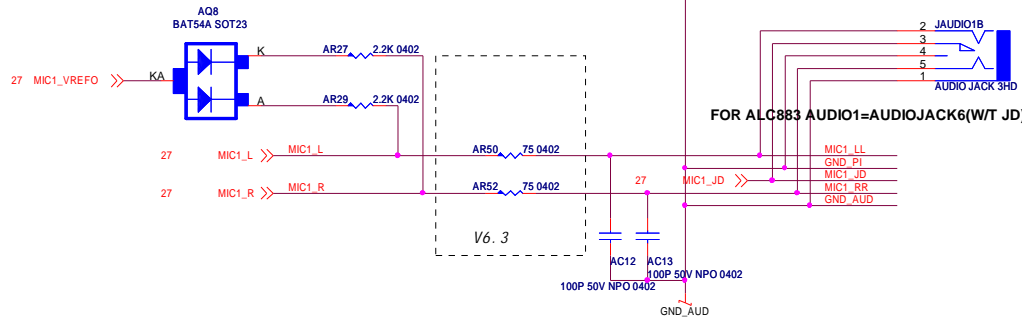 AQ8
BAT54A SOT23
K
AR27 2.2K 0402
27 MIC1_VREFO KA
A
AR29 2.2K 0402
2 JAUDIO1B
3
4
5
1
AUDIO JACK 3HD
FOR ALC883 AUDIO1=AUDIOJACK6(W/T JD)
27 MIC1_L MIC1_L AR50 75 0402 MIC1_LL
GND_PI
27 MIC1_JD MIC1_JD
27 MIC1_R MIC1_R AR52 75 0402 MIC1_RR
GND_AUD
V6.3
AC12 AC13
100P 50V NPO 0402
100P 50V NPO 0402
GND_AUD